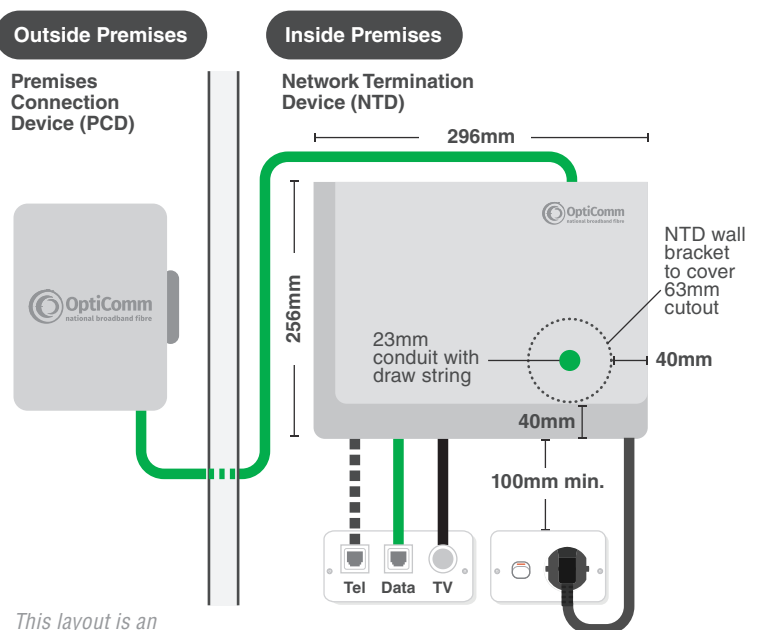 Outside Premises
Inside Premises
Premises
Connection
Device (PCD)
Network Termination
Device (NTD)
296mm
OptiComm
national broadband fibre
NTD wall
bracket
to cover
63mm
cutout
256mm
OptiComm
national broadband fibre
23mm
conduit with
draw string
40mm
40mm
100mm min.
Tel Data TV
This layout is an